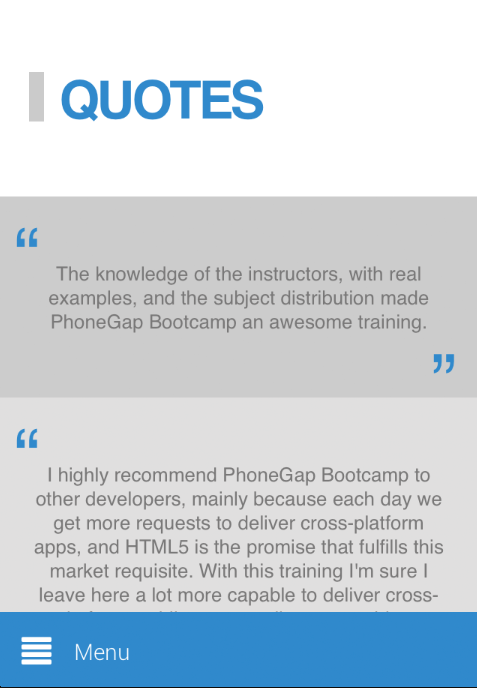 QUOTES
“
The knowledge of the instructors, with real
examples, and the subject distribution made
PhoneGap Bootcamp an awesome training.
”
“
I highly recommend PhoneGap Bootcamp to
other developers, mainly because each day we
get more requests to deliver cross-platform
apps, and HTML5 is the promise that fulfills this
market requisite. With this training I'm sure I
leave here a lot more capable to deliver cross-
Menu